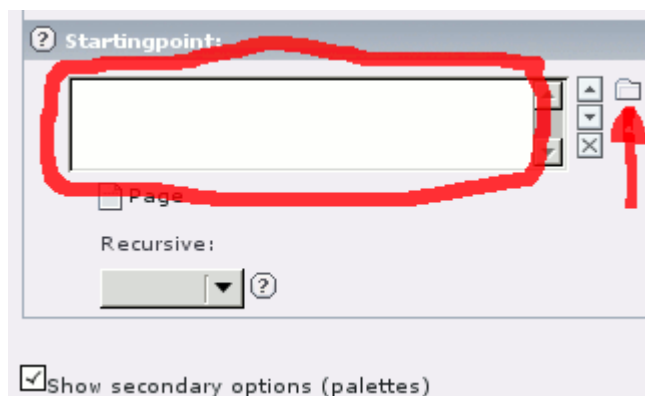 Startingpoint:
Page
Recursive:
Show secondary options (palettes)